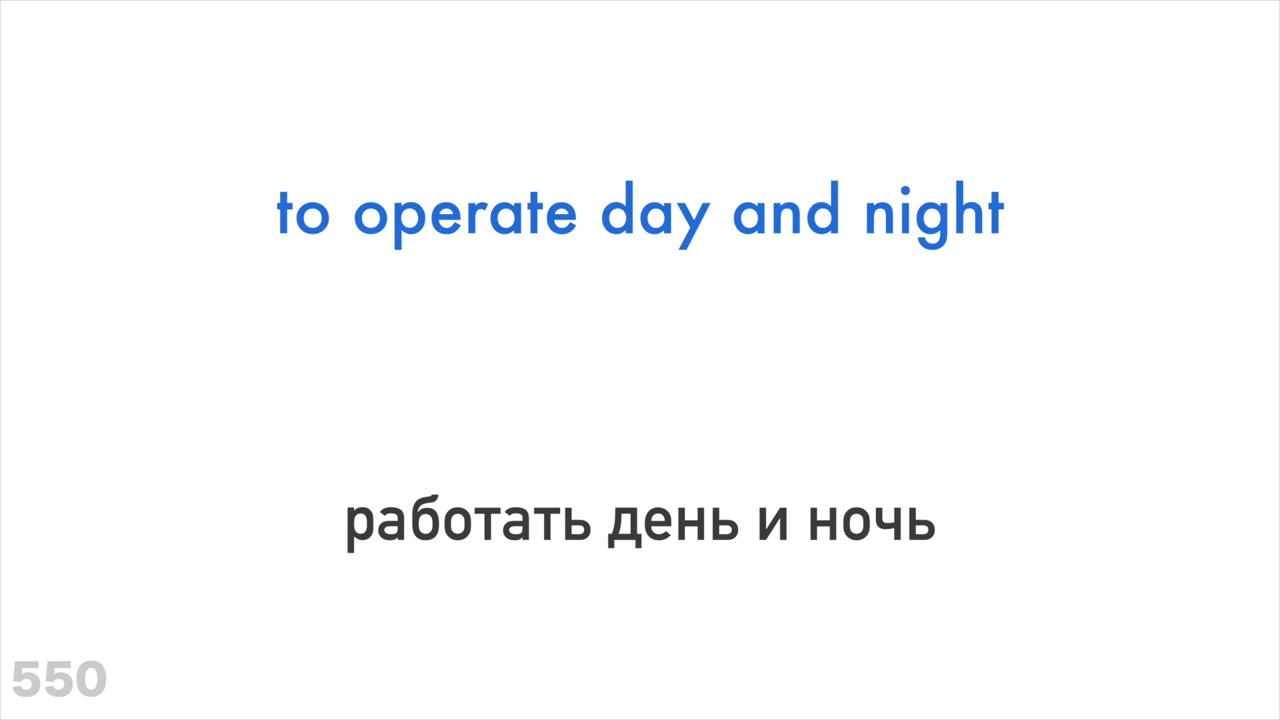 to operate day and night
работать день и ночь
550